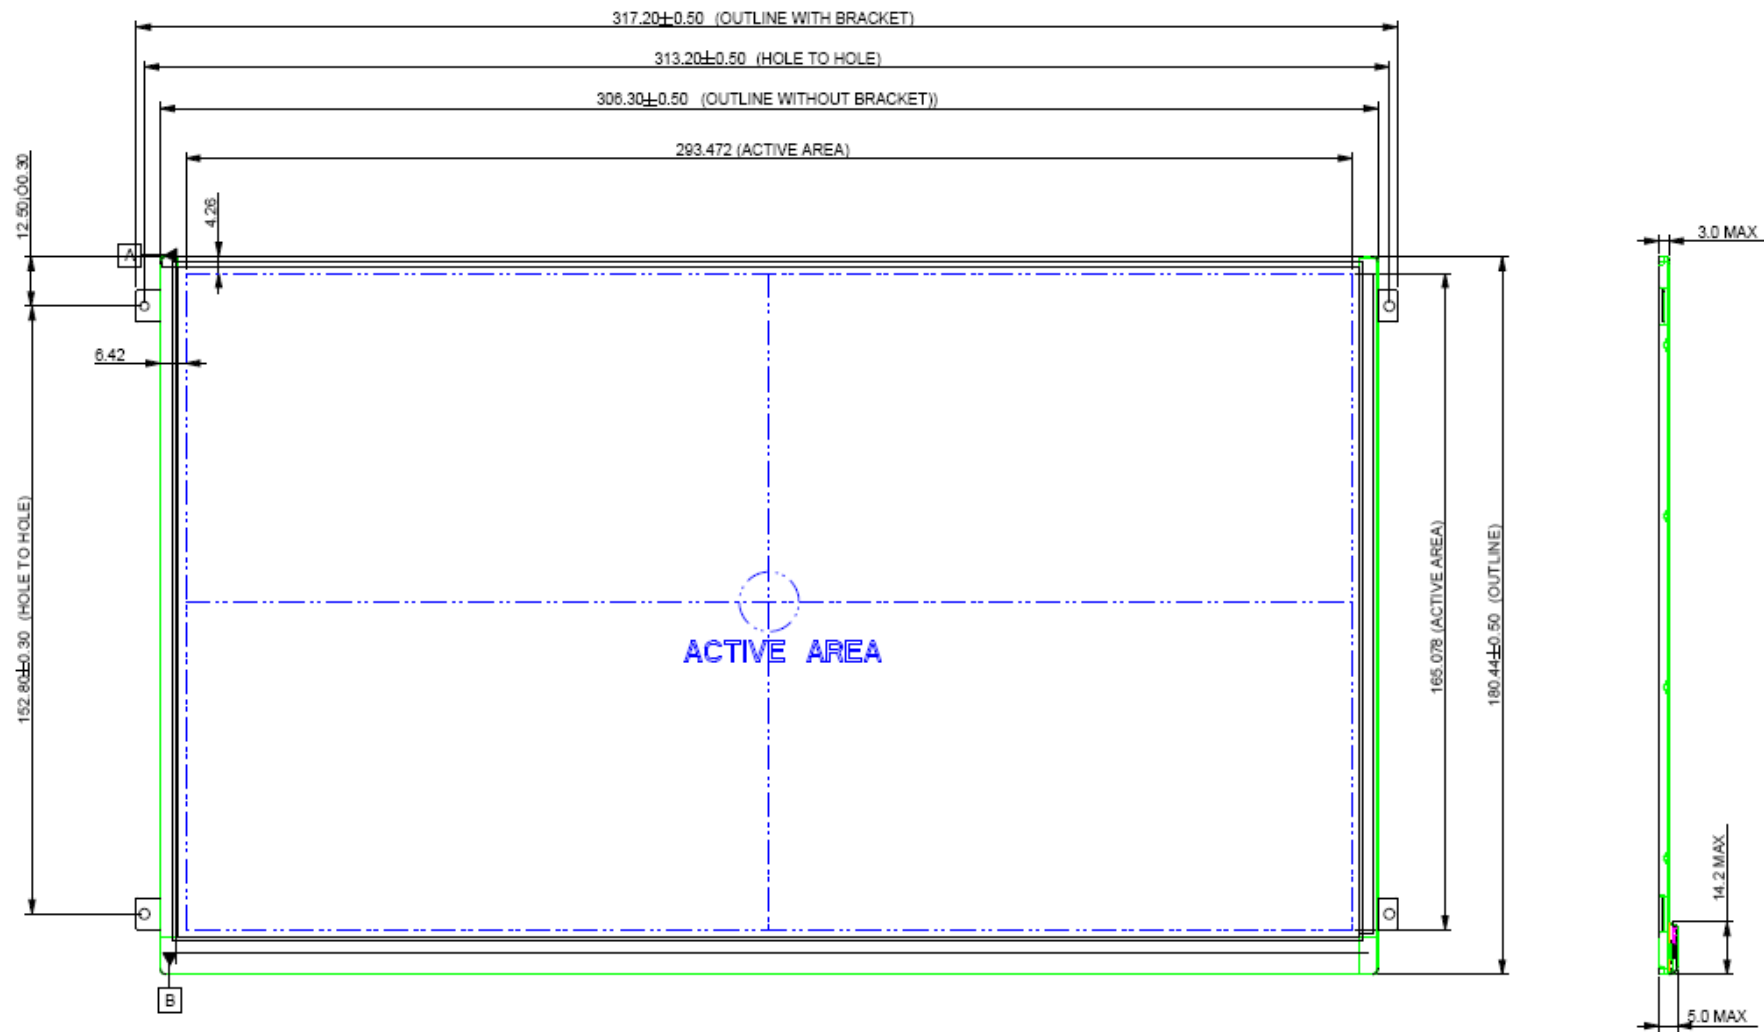 317.20±0.50 (OUTLINE WITH BRACKET)
313.20±0.50 (HOLE TO HOLE)
306.30±0.50 (OUTLINE WITHOUT BRACKET))
293.472 (ACTIVE AREA)
12.50)Ó0.30
4.26
A
3.0 MAX
6.42
152.80±0.30 (HOLE TO HOLE)
165.078 (ACTIVE AREA)
180.44±0.50 (OUTLINE)
ACTIVE AREA
14.2 MAX
B
5.0 MAX